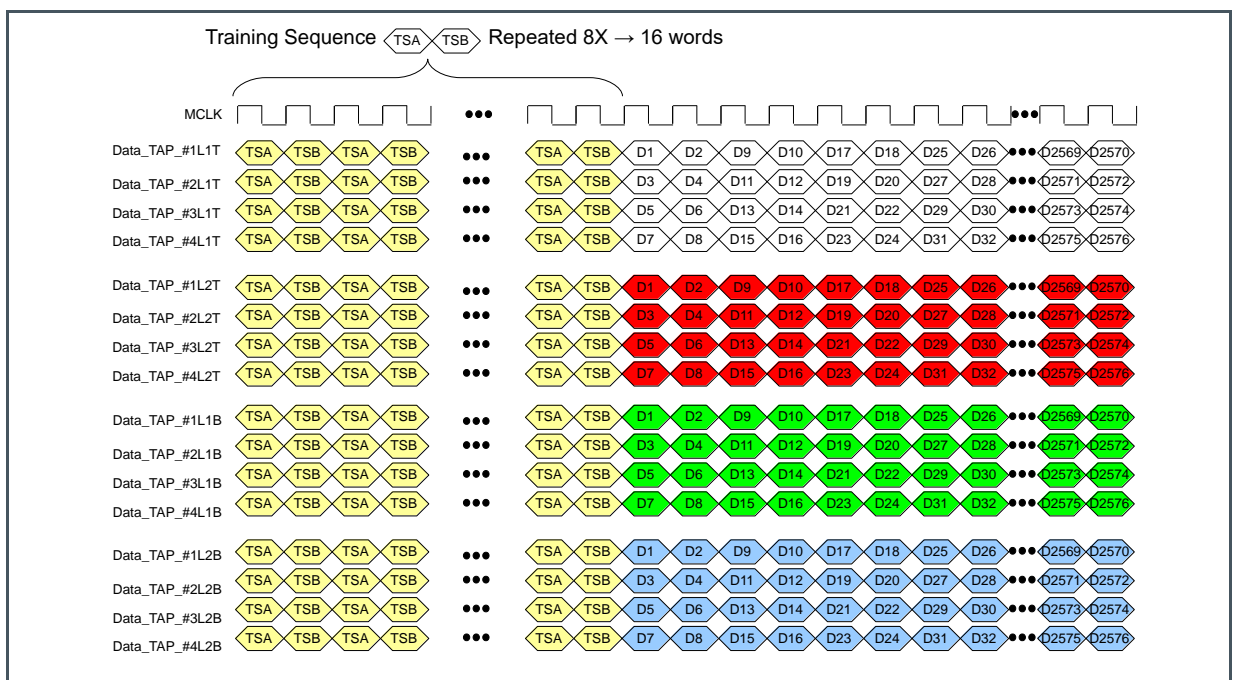 Training Sequence TSA TSB Repeated 8X → 16 words
MCLK ••• •••
Data_TAP_#1L1T TSA TSB TSA TSB ••• TSA TSB D1 D2 D9 D10 D17 D18 D25 D26 ••• D2569 D2570
Data_TAP_#2L1T TSA TSB TSA TSB ••• TSA TSB D3 D4 D11 D12 D19 D20 D27 D28 ••• D2571 D2572
Data_TAP_#3L1T TSA TSB TSA TSB ••• TSA TSB D5 D6 D13 D14 D21 D22 D29 D30 ••• D2573 D2574
Data_TAP_#4L1T TSA TSB TSA TSB ••• TSA TSB D7 D8 D15 D16 D23 D24 D31 D32 ••• D2575 D2576
Data_TAP_#1L2T TSA TSB TSA TSB ••• TSA TSB D1 D2 D9 D10 D17 D18 D25 D26 ••• D2569 D2570
Data_TAP_#2L2T TSA TSB TSA TSB ••• TSA TSB D3 D4 D11 D12 D19 D20 D27 D28 ••• D2571 D2572
Data_TAP_#3L2T TSA TSB TSA TSB ••• TSA TSB D5 D6 D13 D14 D21 D22 D29 D30 ••• D2573 D2574
Data_TAP_#4L2T TSA TSB TSA TSB ••• TSA TSB D7 D8 D15 D16 D23 D24 D31 D32 ••• D2575 D2576
Data_TAP_#1L1B TSA TSB TSA TSB ••• TSA TSB D1 D2 D9 D10 D17 D18 D25 D26 ••• D2569 D2570
Data_TAP_#2L1B TSA TSB TSA TSB ••• TSA TSB D3 D4 D11 D12 D19 D20 D27 D28 ••• D2571 D2572
Data_TAP_#3L1B TSA TSB TSA TSB ••• TSA TSB D5 D6 D13 D14 D21 D22 D29 D30 ••• D2573 D2574
Data_TAP_#4L1B TSA TSB TSA TSB ••• TSA TSB D7 D8 D15 D16 D23 D24 D31 D32 ••• D2575 D2576
Data_TAP_#1L2B TSA TSB TSA TSB ••• TSA TSB D1 D2 D9 D10 D17 D18 D25 D26 ••• D2569 D2570
Data_TAP_#2L2B TSA TSB TSA TSB ••• TSA TSB D3 D4 D11 D12 D19 D20 D27 D28 ••• D2571 D2572
Data_TAP_#3L2B TSA TSB TSA TSB ••• TSA TSB D5 D6 D13 D14 D21 D22 D29 D30 ••• D2573 D2574
Data_TAP_#4L2B TSA TSB TSA TSB ••• TSA TSB D7 D8 D15 D16 D23 D24 D31 D32 ••• D2575 D2576